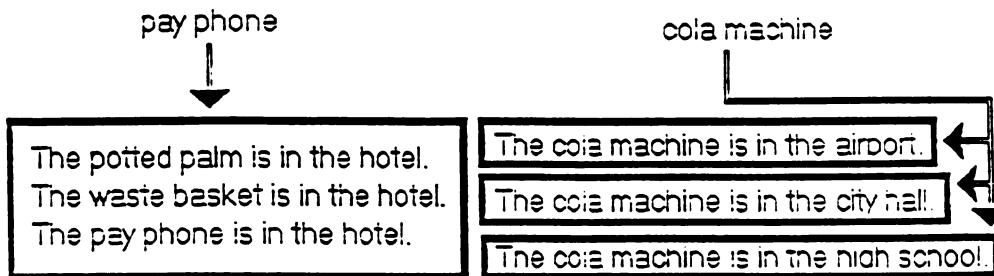 pay phone
cola machine
The potted palm is in the hotel.
The waste basket is in the hotel.
The pay phone is in the hotel.
The cola machine is in the airport.
The cola machine is in the city hall.
The cola machine is in the high school.